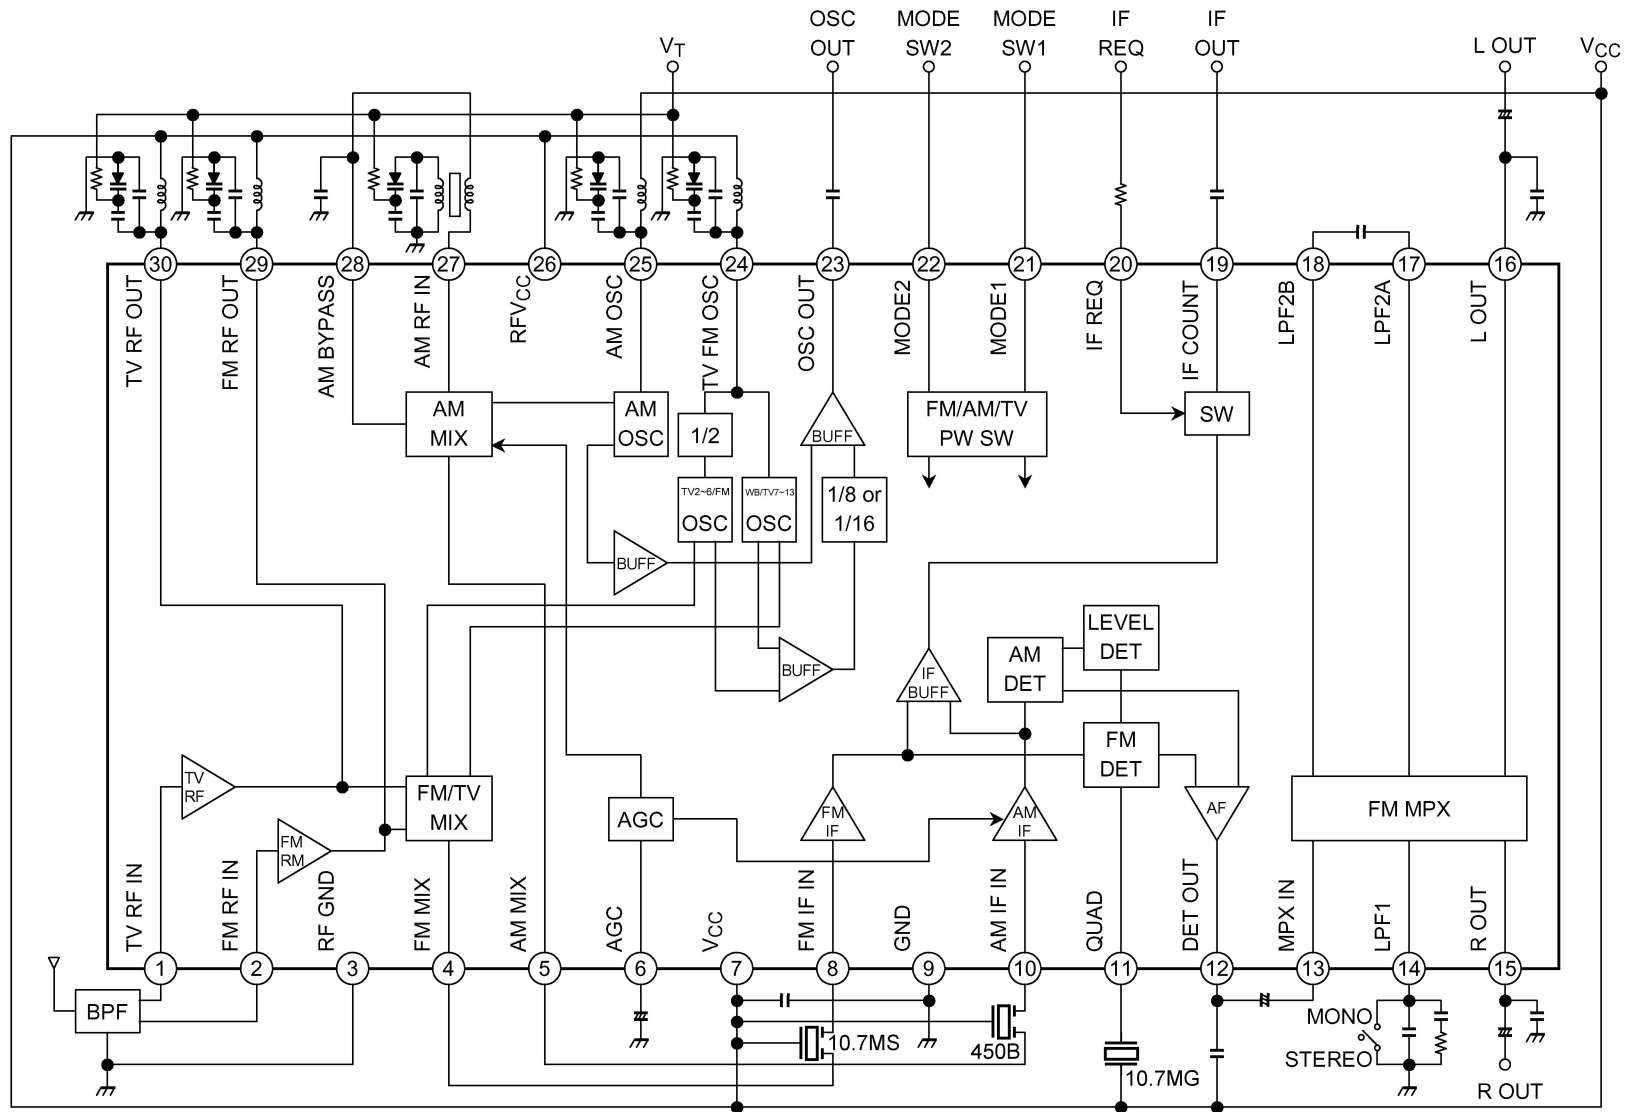 OSC MODE MODE IF IF
V_T OUT SW2 SW1 REQ OUT L OUT V_CC
30 29 28 27 26 25 24 23 22 21 20 19 18 17 16
TV RF OUT
FM RF OUT
AM BYPASS
AM RF IN
RFV_CC
AM OSC
TV FM OSC
OSC OUT
MODE2
MODE1
IF REQ
IF COUNT
LPF2B
LPF2A
L OUT
AM
MIX
AM
OSC
1/2
BUFF
FM/AM/TV
PW SW
SW
TV2~6/FM
OSC
WB/TV7~13
OSC
1/8 or
1/16
BUFF
BUFF
IF
BUFF
AM
DET
LEVEL
DET
FM
DET
TV
RF
FM/TV
MIX
AGC
FM
IF
AM
IF
AF
FM MPX
FM
RM
TV RF IN
FM RF IN
RF GND
FM MIX
AM MIX
AGC
V_CC
FM IF IN
GND
AM IF IN
QUAD
DET OUT
MPX IN
LPF1
R OUT
1 2 3 4 5 6 7 8 9 10 11 12 13 14 15
BPF
10.7MS
450B
10.7MG
MONO
STEREO
R OUT